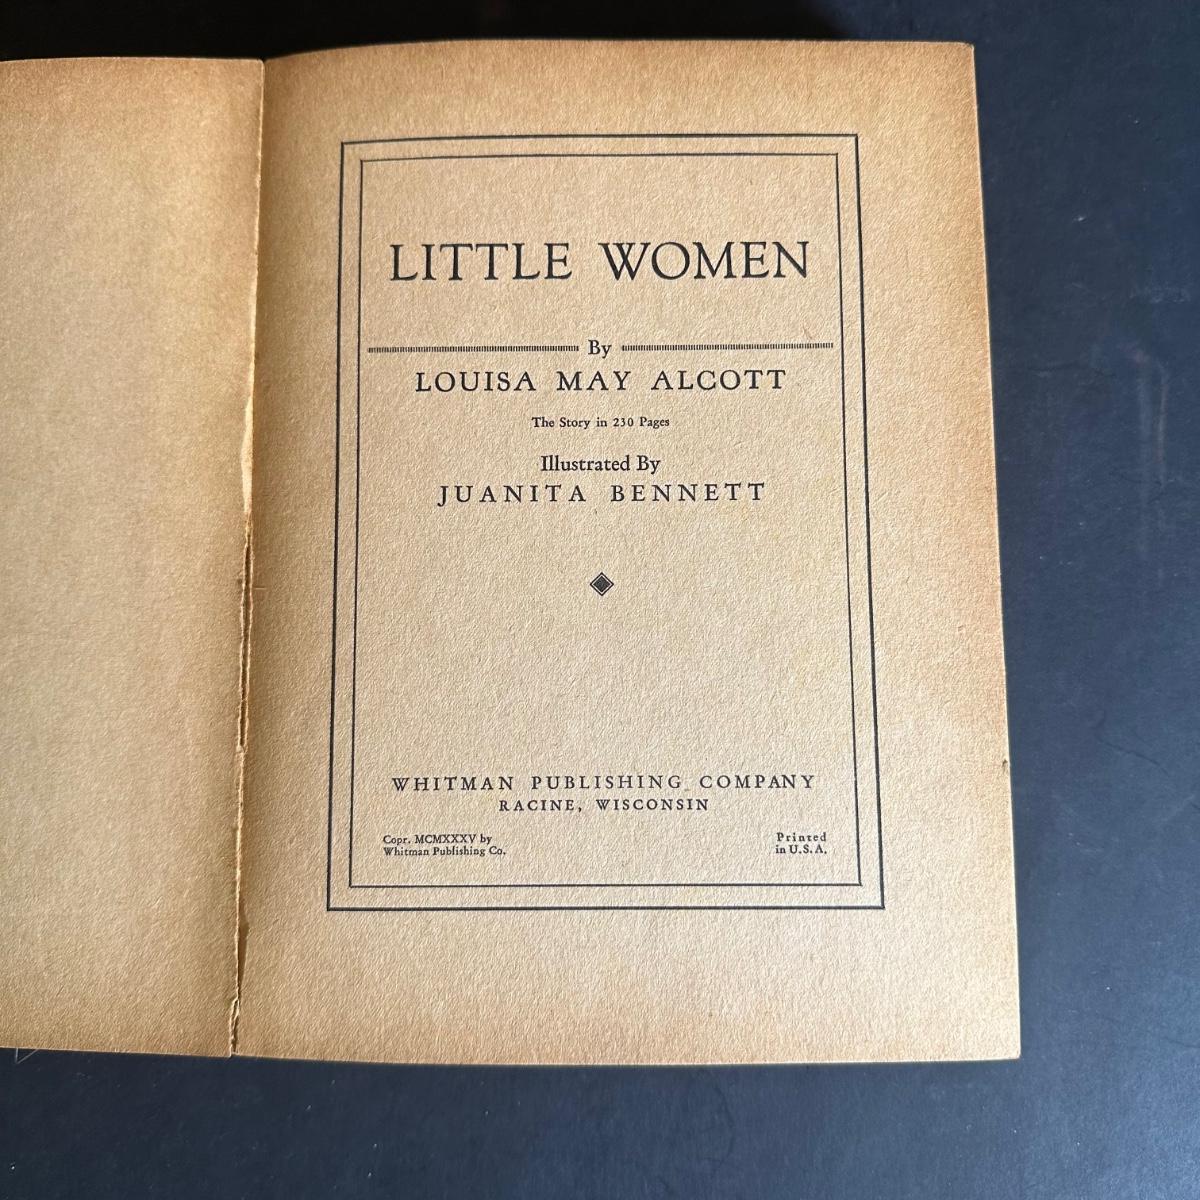 LITTLE WOMEN
By
LOUISA MAY ALCOTT
The Story in 230 Pages
Illustrated By
JUANITA BENNETT
WHITMAN PUBLISHING COMPANY
RACINE, WISCONSIN
Copr. MCMXXXV by
Whitman Publishing Co.
Printed
in U.S.A.